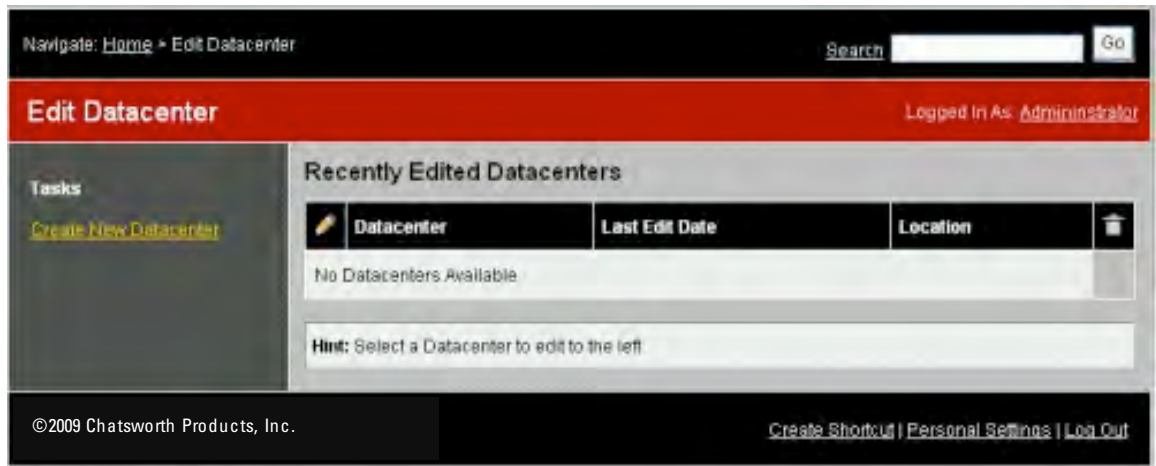 Navigate: Home > Edit Datacenter
Search
Go
Edit Datacenter
Logged In As: Admininstrator
Tasks
Create New Datacenter
Recently Edited Datacenters
Datacenter Last Edit Date Location
No Datacenters Available
Hint: Select a Datacenter to edit to the left
©2009 Chatsworth Products, Inc.
Create Shortcut | Personal Settings | Log Out